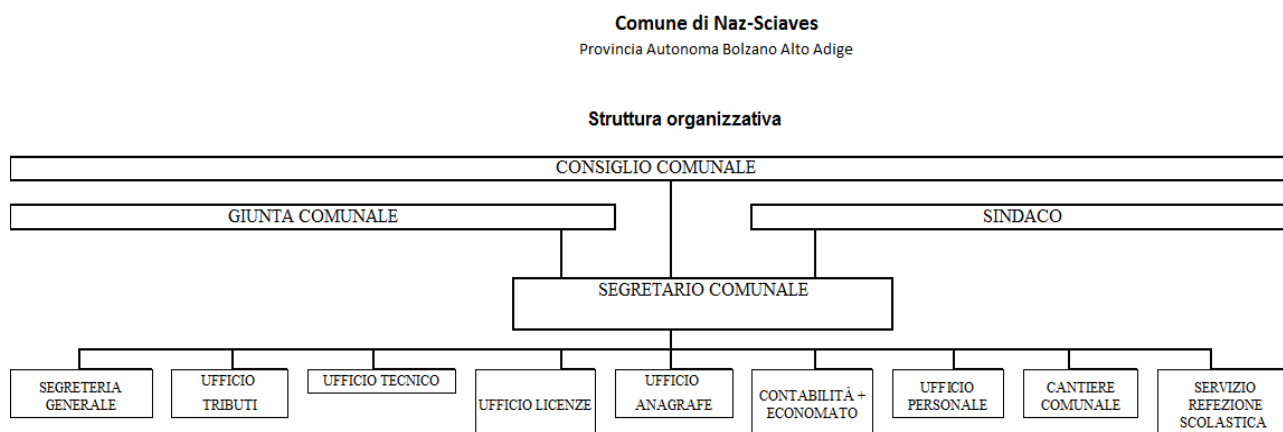 Comune di Naz-Sciaves
Provincia Autonoma Bolzano Alto Adige
Struttura organizzativa
CONSIGLIO COMUNALE
GIUNTA COMUNALE
SINDACO
SEGRETARIO COMUNALE
SEGRETERIA
GENERALE
UFFICIO
TRIBUTI
UFFICIO TECNICO
UFFICIO LICENZE
UFFICIO
ANAGRAFE
CONTABILITÀ +
ECONOMATO
UFFICIO
PERSONALE
CANTIERE
COMUNALE
SERVIZIO
REFEZIONE
SCOLASTICA